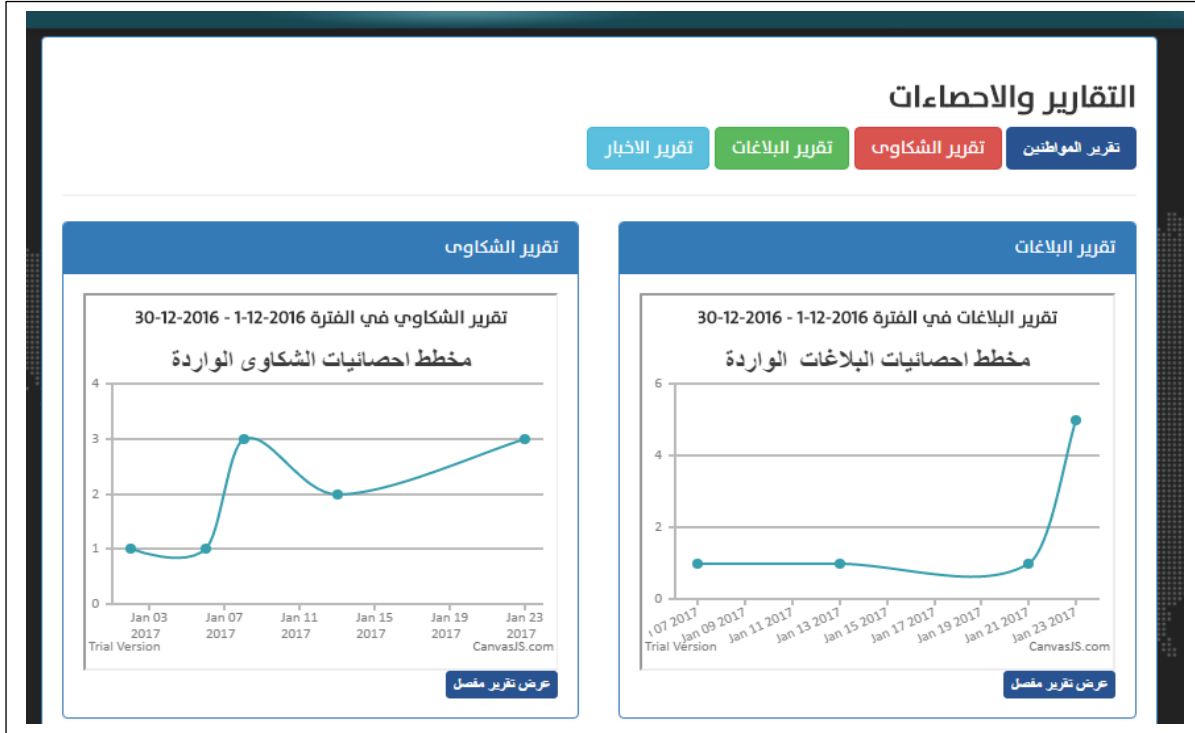 التقارير والاحصاءات
تقرير المواطنين
تقرير الشكاوى
تقرير البلاغات
تقرير الاخبار
تقرير البلاغات
تقرير البلاغات في الفترة 2016-12-1 - 2016-12-30
مخطط احصائيات البلاغات الواردة
6
4
2
0
07 2017
Jan 09 2017
Jan 11 2017
Jan 13 2017
Jan 15 2017
Jan 17 2017
Jan 19 2017
Jan 21 2017
Jan 23 2017
Trial Version
CanvasJS.com
عرض تقرير مفصل
تقرير الشكاوى
تقرير الشكاوي في الفترة 2016-12-1 - 2016-12-30
مخطط احصائيات الشكاوى الواردة
4
3
2
1
0
Jan 03 2017
Jan 07 2017
Jan 11 2017
Jan 15 2017
Jan 19 2017
Jan 23 2017
Trial Version
CanvasJS.com
عرض تقرير مفصل